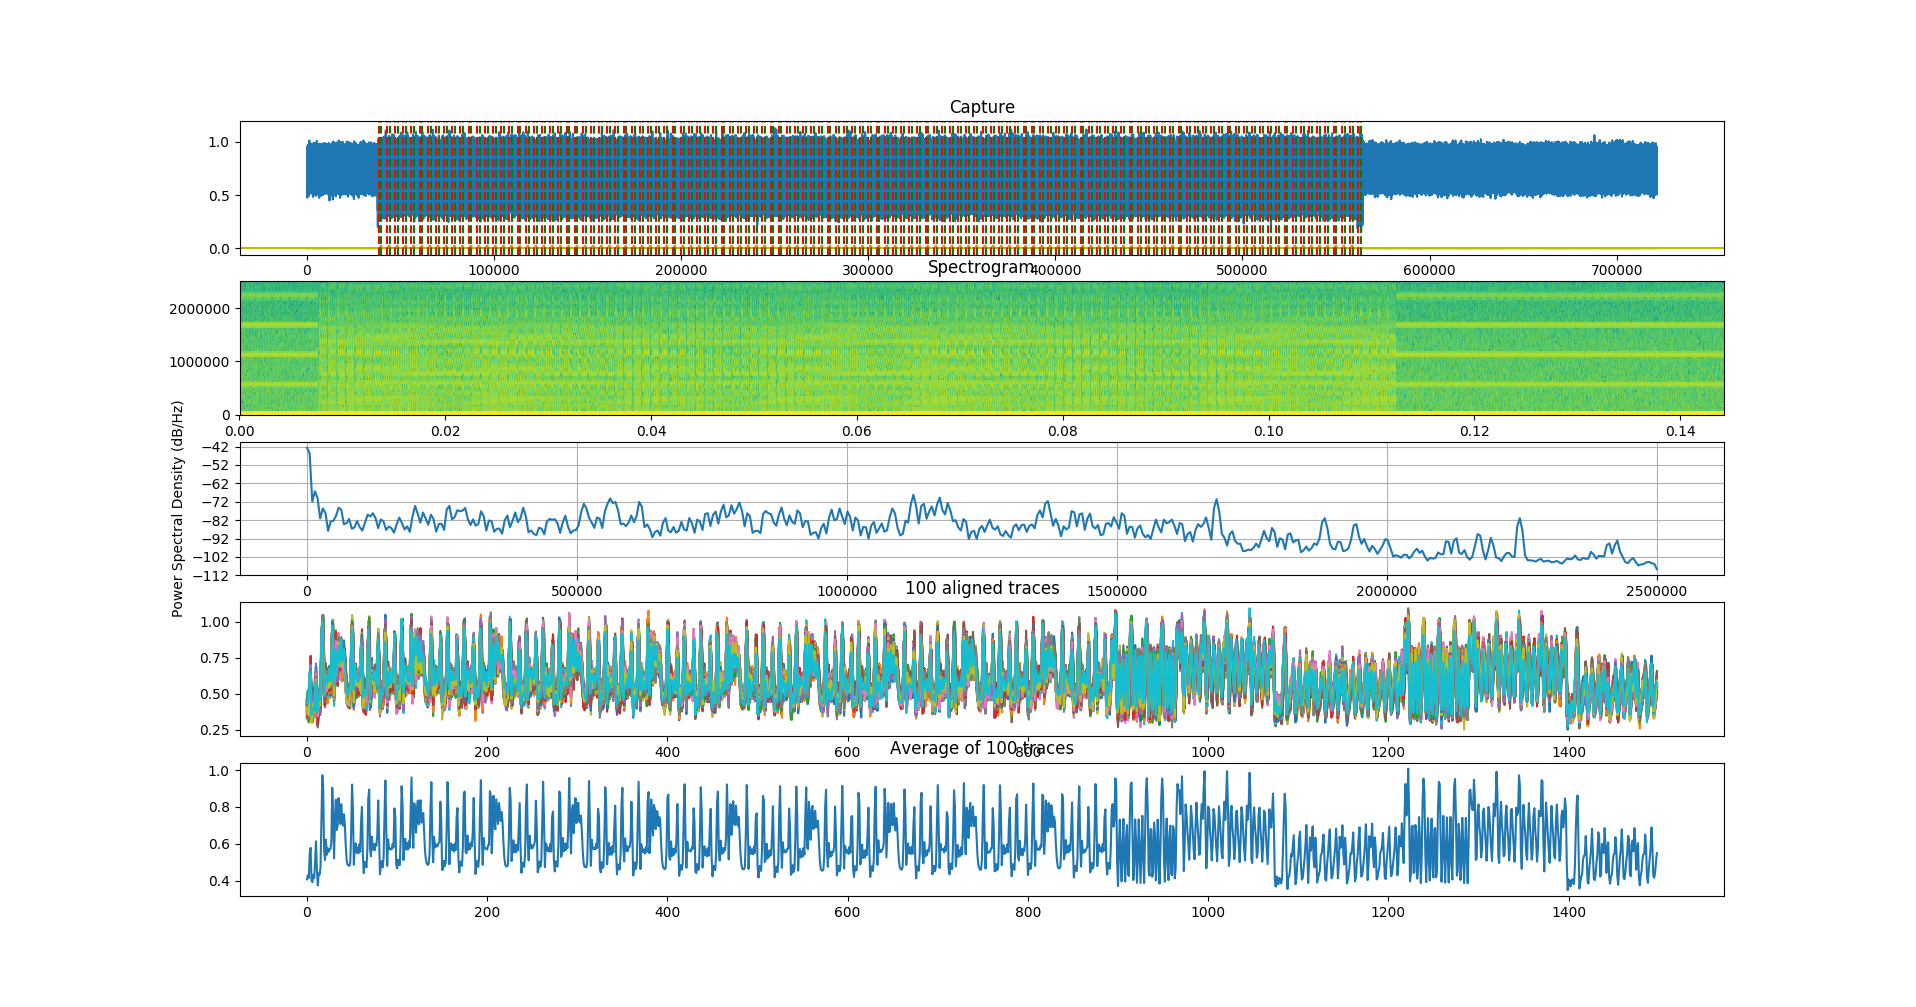 Capture
1.0
0.5
0.0
0 100000 200000 300000 400000 500000 600000 700000
Spectrogram
2000000
1000000
0
0.00 0.02 0.04 0.06 0.08 0.10 0.12 0.14
Power Spectral Density (dB/Hz)
−42
−52
−62
−72
−82
−92
−102
−112
0 500000 1000000 1500000 2000000 2500000
100 aligned traces
1.00
0.75
0.50
0.25
0 200 400 600 800 1000 1200 1400
Average of 100 traces
1.0
0.8
0.6
0.4
0 200 400 600 800 1000 1200 1400